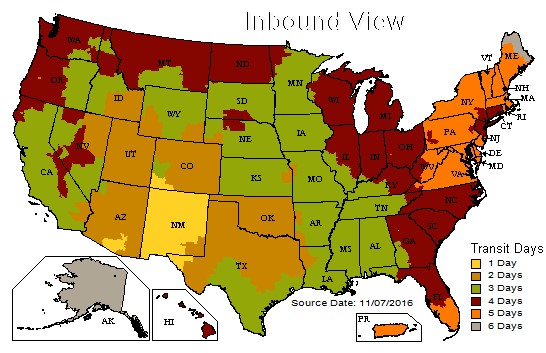 Inbound View
WA
MT
ND
MN
OR
ID
WY
SD
WI
MI
NY
VT
ME
NH
MA
RI
CT
NJ
DE
MD
PA
NV
UT
CO
NE
IA
IL
IN
OH
WV
VA
CA
AZ
NM
KS
MO
KY
TN
NC
SC
OK
AR
MS
AL
GA
TX
LA
FL
AK
HI
PR
Source Date: 11/07/2016
Transit Days
1 Day
2 Days
3 Days
4 Days
5 Days
6 Days